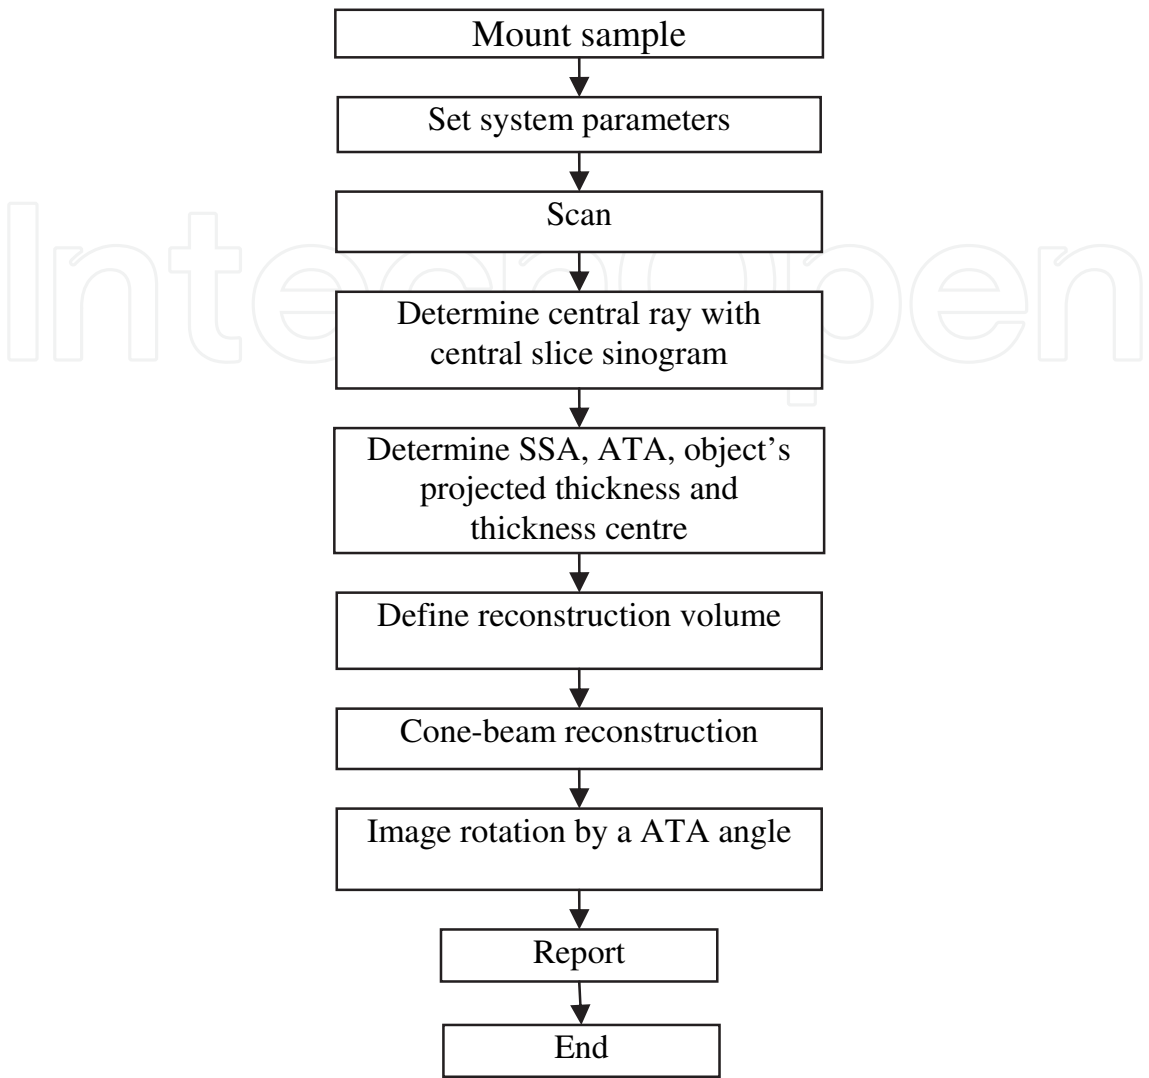 Mount sample
Set system parameters
Scan
IntechOpen
Determine central ray with
central slice sinogram
Determine SSA, ATA, object’s
projected thickness and
thickness centre
Define reconstruction volume
Cone-beam reconstruction
Image rotation by a ATA angle
Report
End